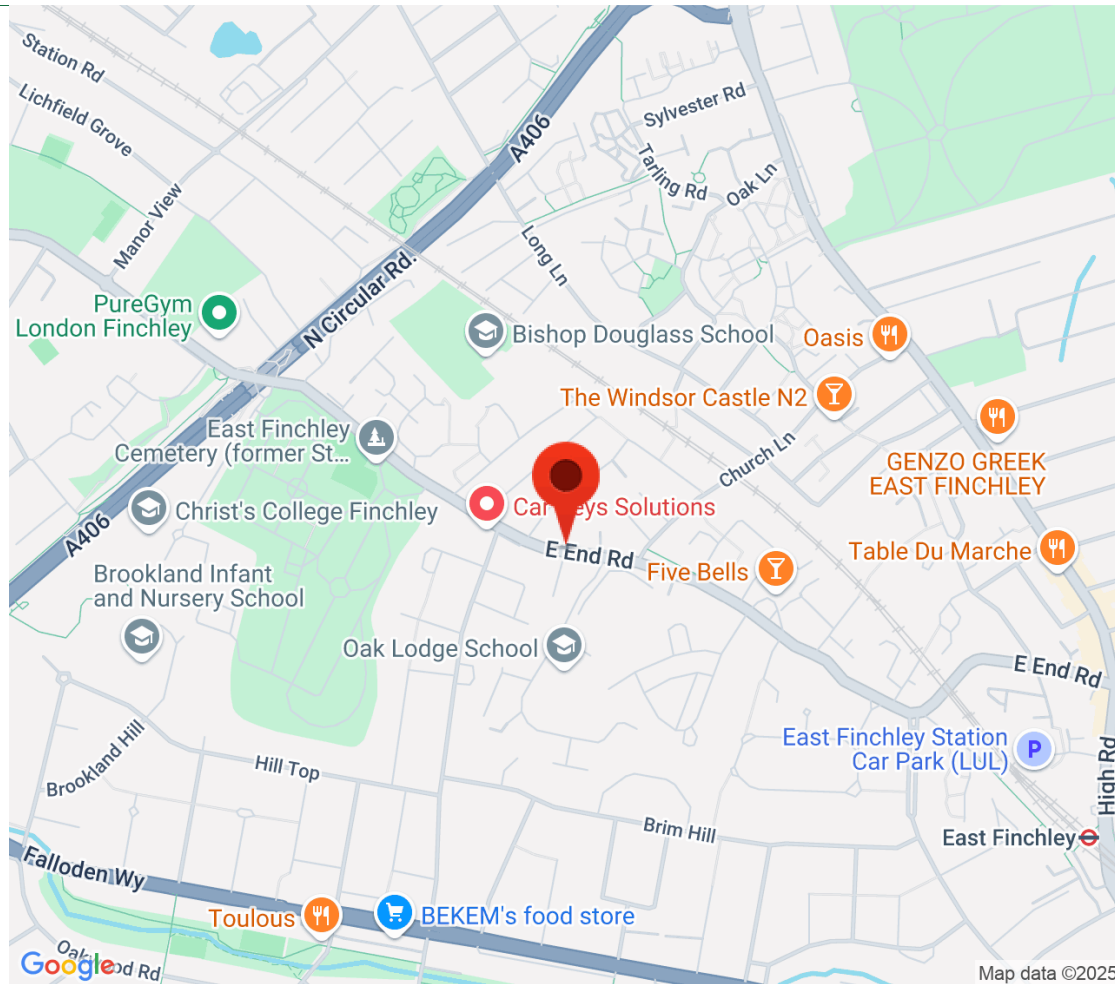 Station Rd
Lichfield Grove
Manor View
A406
Sylvester Rd
Tarling Rd
Oak Ln
Long Ln
N Circular Rd.
PureGym
London Finchley
Bishop Douglass School
Oasis
The Windsor Castle N2
East Finchley
Cemetery (former St...
Church Ln
GENZO GREEK
EAST FINCHLEY
Christ's College Finchley
Car Keys Solutions
A406
E End Rd
Table Du Marche
Five Bells
Brookland Infant
and Nursery School
Oak Lodge School
E End Rd
East Finchley Station
Car Park (LUL)
P
High Rd
Brookland Hill
Hill Top
Brim Hill
East Finchley
Falloden Wy
Toulous
BEKEM's food store
Rd
Google
Map data ©2025